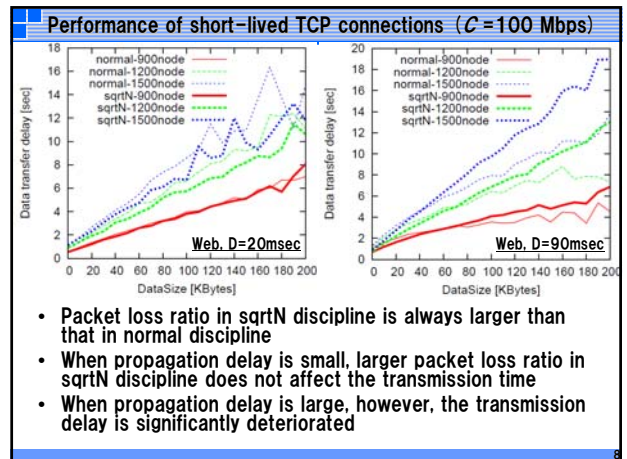 Performance of short-lived TCP connections (C=100 Mbps)
18
16
14
12
10
8
6
4
2
0
Data transfer delay [sec]
normal-900node
normal-1200node
normal-1500node
sqrtN-900node
sqrtN-1200node
sqrtN-1500node
Web, D=20msec
0 20 40 60 80 100 120 140 160 180 200
DataSize [KBytes]
20
18
16
14
12
10
8
6
4
2
0
Data transfer delay [sec]
normal-900node
normal-1200node
normal-1500node
sqrtN-900node
sqrtN-1200node
sqrtN-1500node
Web, D=90msec
0 20 40 60 80 100 120 140 160 180 200
DataSize [KBytes]
• Packet loss ratio in sqrtN discipline is always larger than
that in normal discipline
• When propagation delay is small, larger packet loss ratio in
sqrtN discipline does not affect the transmission time
• When propagation delay is large, however, the transmission
delay is significantly deteriorated
8